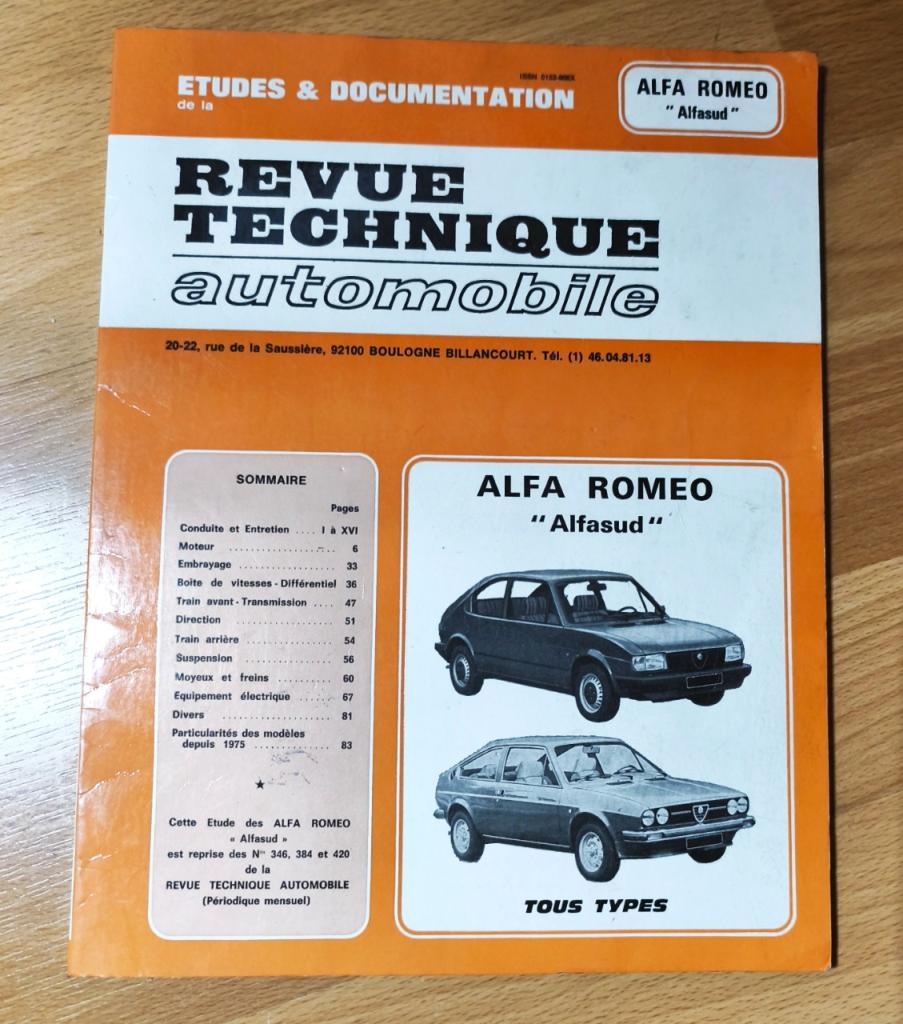 ETUDES & DOCUMENTATION
de la
ALFA ROMEO
"Alfasud"
REVUE
TECHNIQUE
automobile
20-22, rue de la Saussière, 92100 BOULOGNE BILLANCOURT. Tél. (1) 46.04.81.13
SOMMAIRE
Pages
Conduite et Entretien .... I à XVI
Moteur .................. 6
Embrayage ............... 33
Boite de vitesses - Différentiel 36
Train avant - Transmission .... 47
Direction ................ 51
Train arrière .............. 54
Suspension ............... 56
Moyeux et freins .......... 60
Equipement électrique ....... 67
Divers .................. 81
Particularités des modèles
depuis 1975 .............. 83
Cette Etude des ALFA ROMEO
« Alfasud »
est reprise des Nos 346, 384 et 420
de la
REVUE TECHNIQUE AUTOMOBILE
(Périodique mensuel)
ALFA ROMEO
"Alfasud"
TOUS TYPES